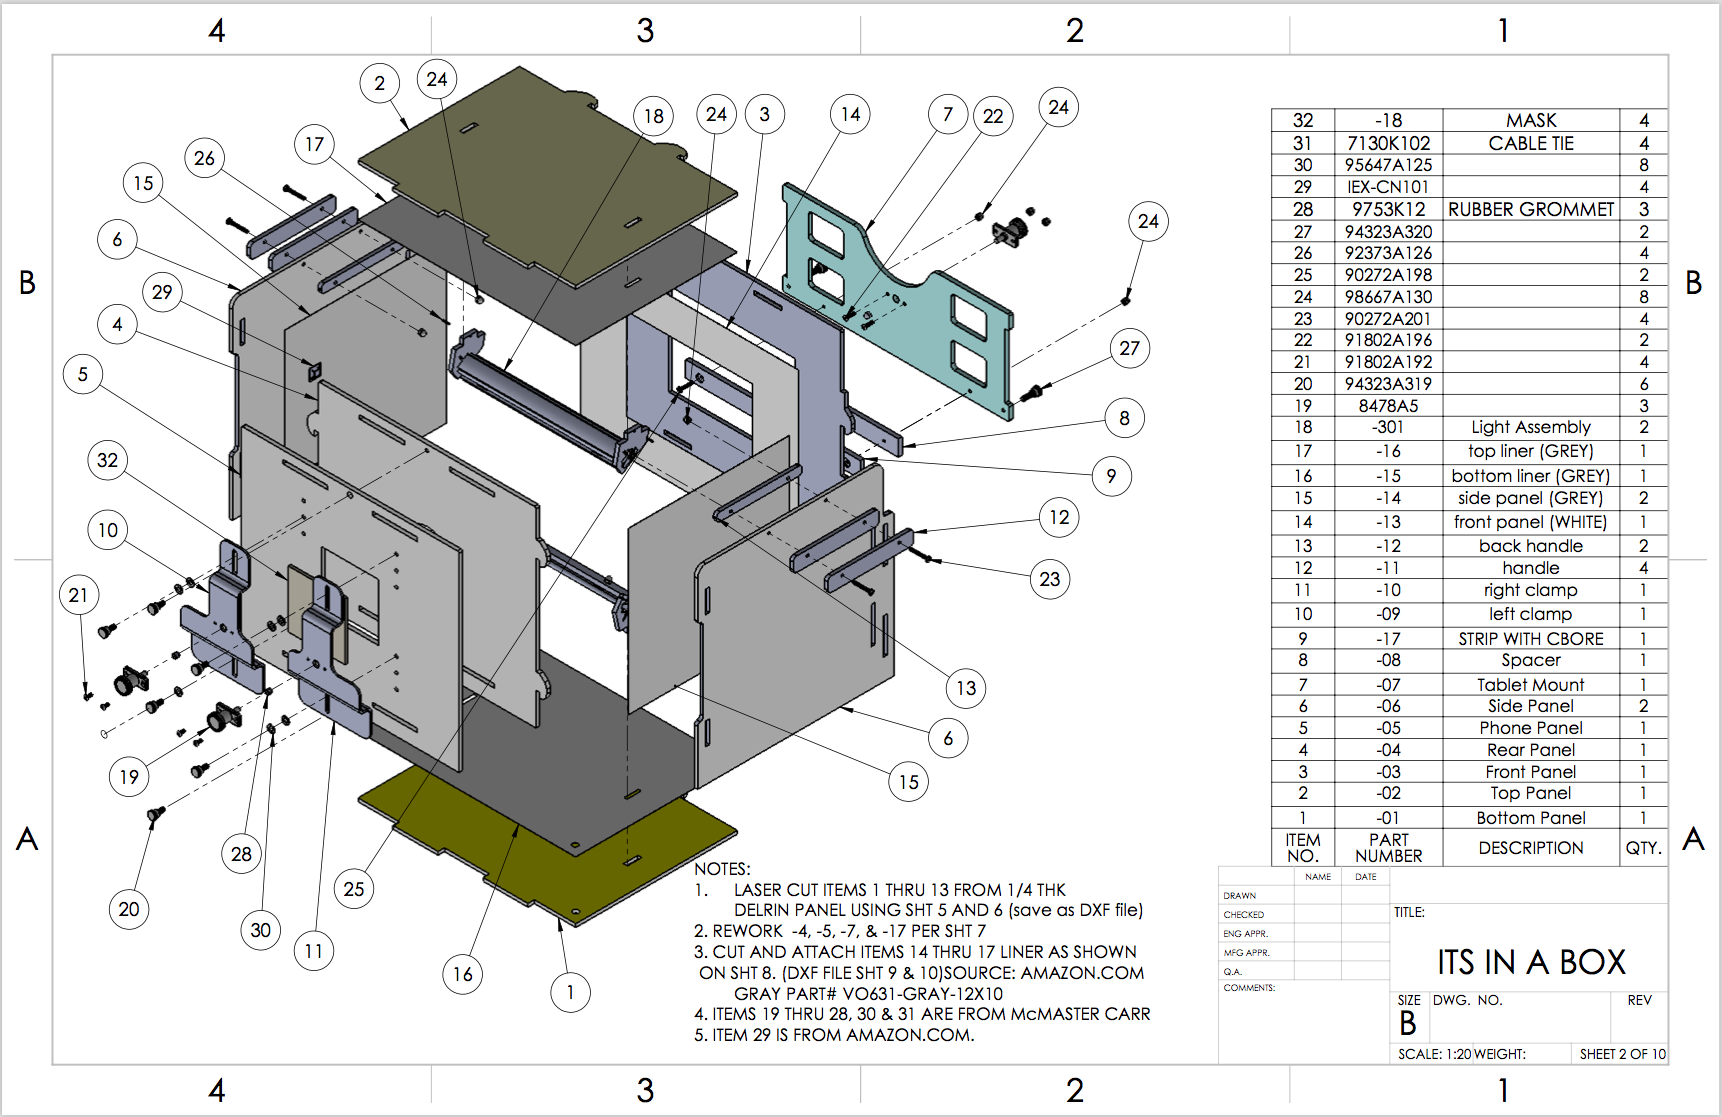 4 3 2 1
2
24
18
24
3
14
7
22
24
17
26
15
6
24
29
4
5
27
8
32
9
10
12
21
23
13
6
15
19
28
25
20
30
11
16
1
B
B
A
A
32 -18 MASK 4
31 7130K102 CABLE TIE 4
30 95647A125 8
29 IEX-CN101 4
28 9753K12 RUBBER GROMMET 3
27 94323A320 2
26 92373A126 4
25 90272A198 2
24 98667A130 8
23 90272A201 4
22 91802A196 2
21 91802A192 4
20 94323A319 6
19 8478A5 3
18 -301 Light Assembly 2
17 -16 top liner (GREY) 1
16 -15 bottom liner (GREY) 1
15 -14 side panel (GREY) 2
14 -13 front panel (WHITE) 1
13 -12 back handle 2
12 -11 handle 4
11 -10 right clamp 1
10 -09 left clamp 1
9 -17 STRIP WITH CBORE 1
8 -08 Spacer 1
7 -07 Tablet Mount 1
6 -06 Side Panel 2
5 -05 Phone Panel 1
4 -04 Rear Panel 1
3 -03 Front Panel 1
2 -02 Top Panel 1
1 -01 Bottom Panel 1
ITEM NO. PART NUMBER DESCRIPTION QTY.
NOTES:
1. LASER CUT ITEMS 1 THRU 13 FROM 1/4 THK
DELRIN PANEL USING SHT 5 AND 6 (save as DXF file)
2. REWORK -4, -5, -7, & -17 PER SHT 7
3. CUT AND ATTACH ITEMS 14 THRU 17 LINER AS SHOWN
ON SHT 8. (DXF FILE SHT 9 & 10)SOURCE: AMAZON.COM
GRAY PART# VO631-GRAY-12X10
4. ITEMS 19 THRU 28, 30 & 31 ARE FROM McMASTER CARR
5. ITEM 29 IS FROM AMAZON.COM.
NAME DATE
DRAWN
CHECKED
ENG APPR.
MFG APPR.
Q.A.
COMMENTS:
TITLE:
ITS IN A BOX
SIZE DWG. NO. REV
B
SCALE: 1:20 WEIGHT: SHEET 2 OF 10
4 3 2 1